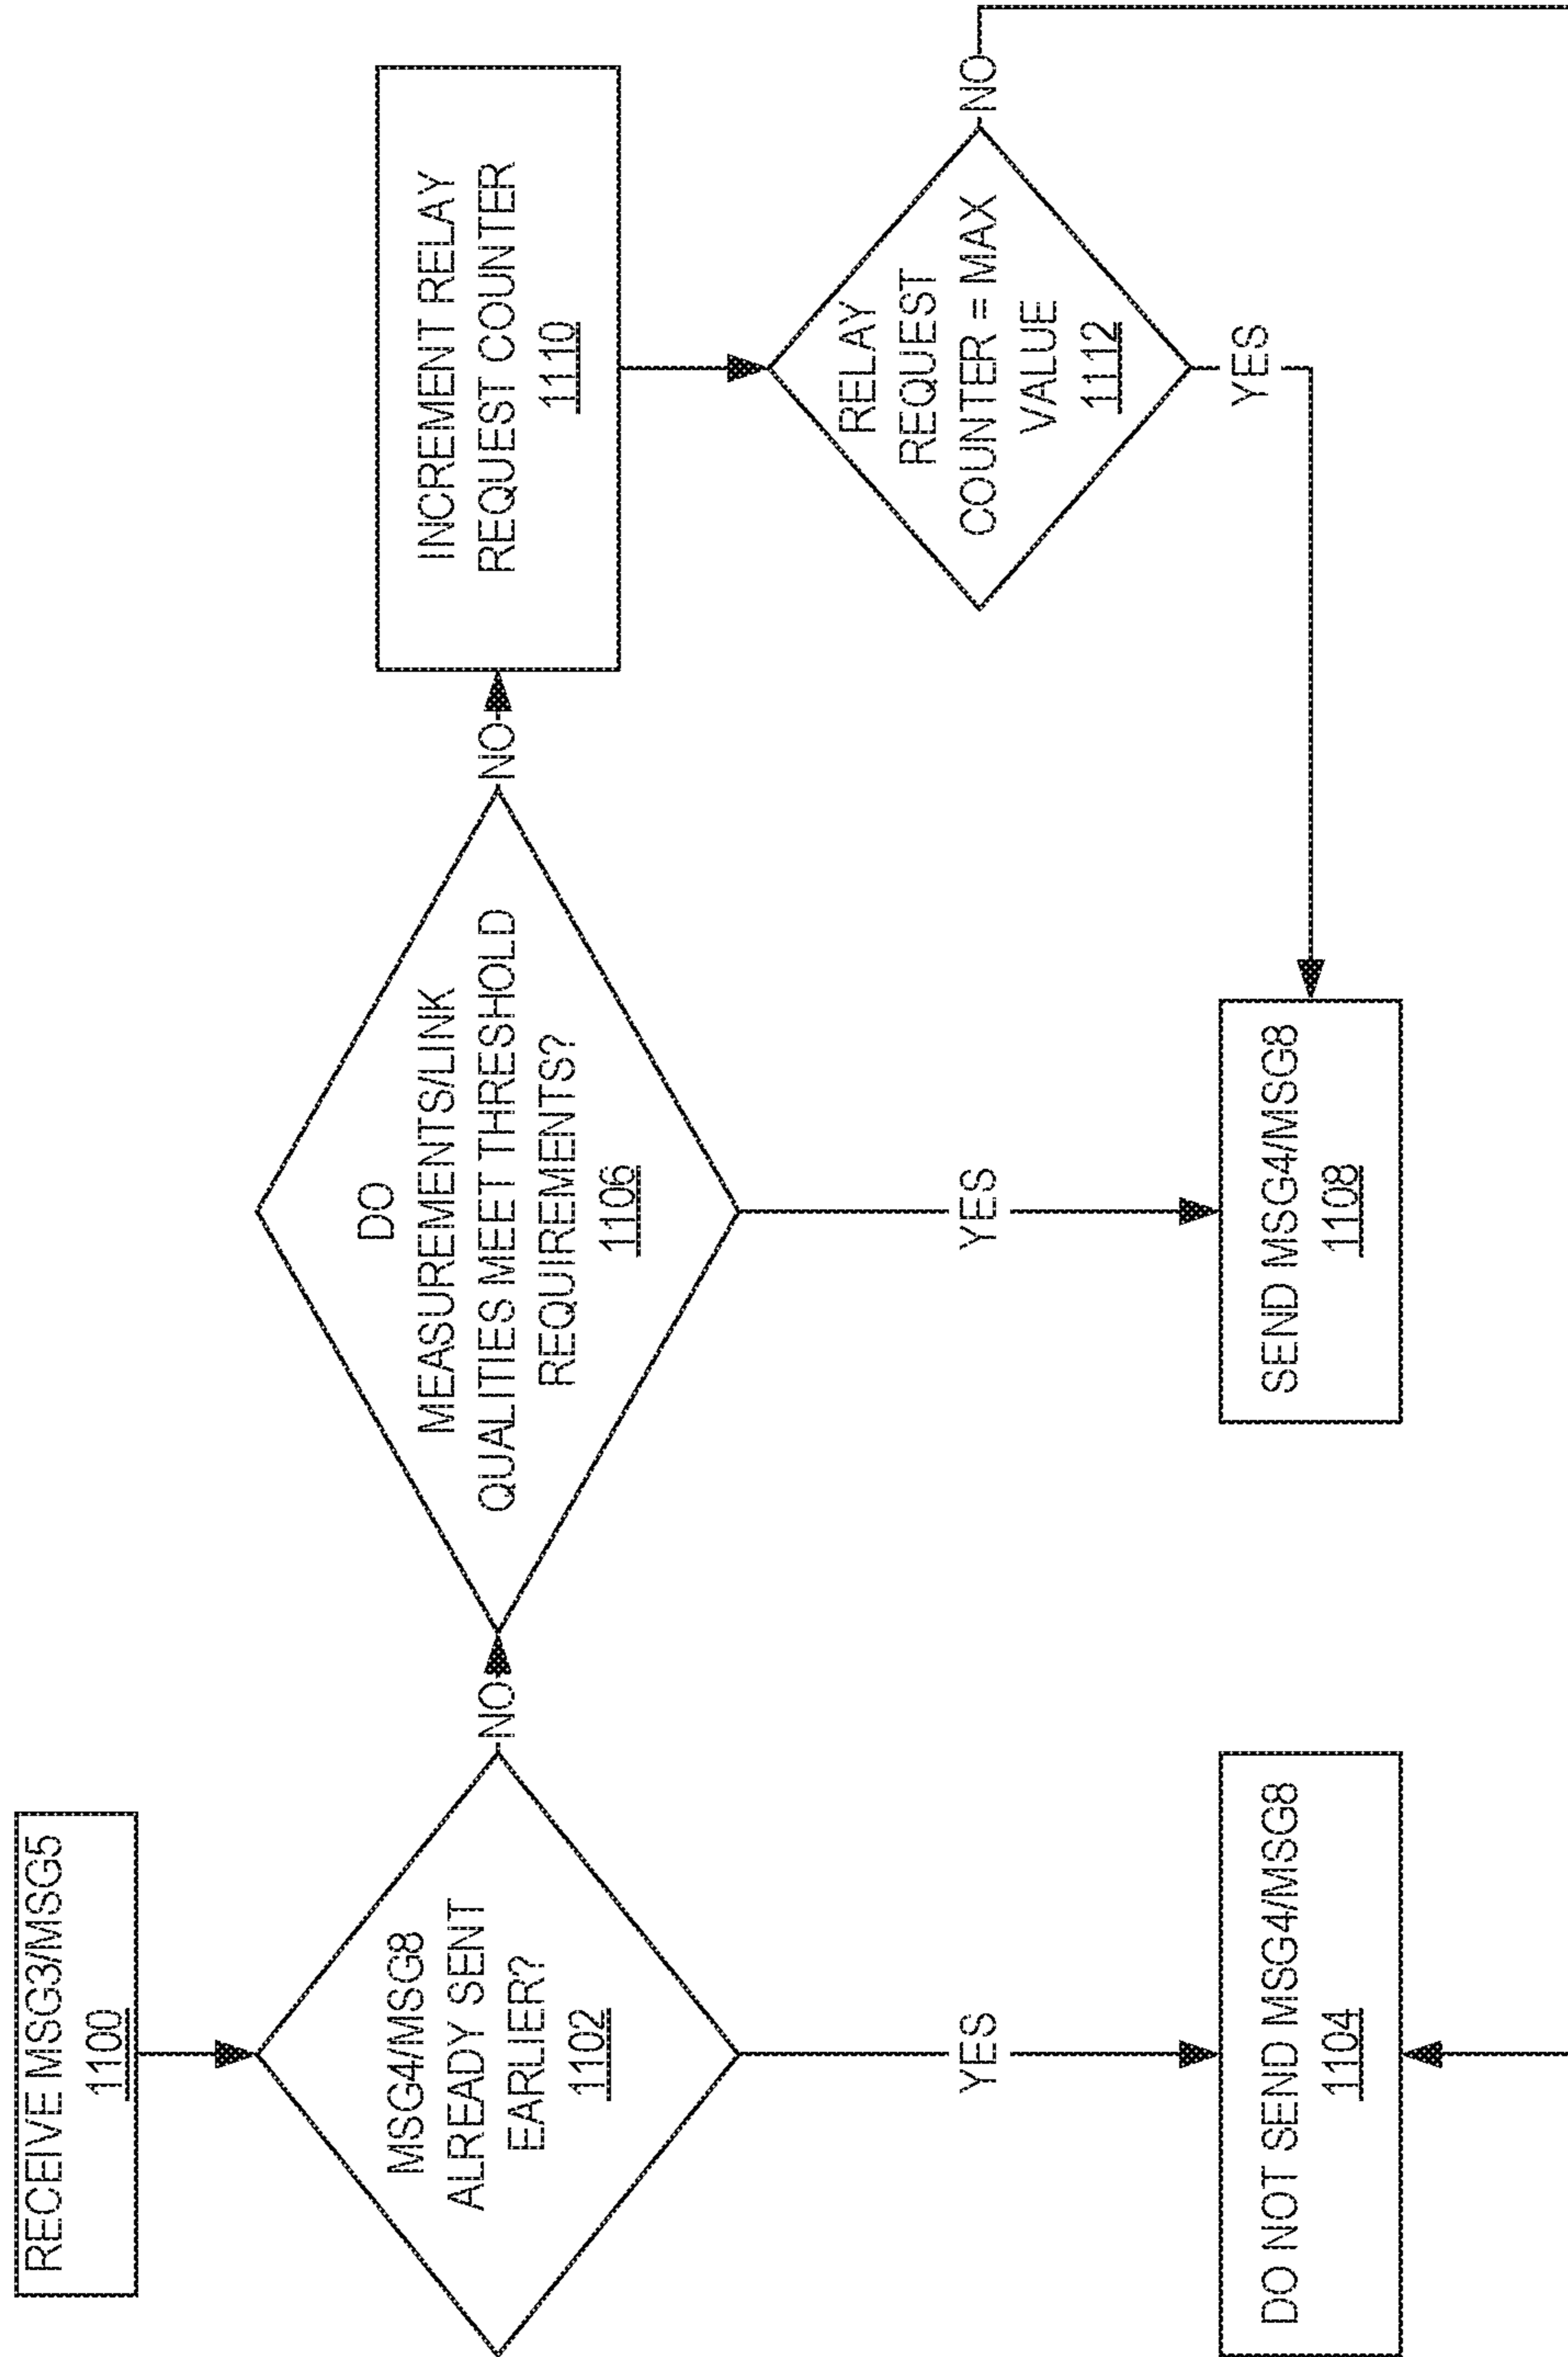 RECEIVE MSG3/MSG5
1100
MSG4/MSG8
ALREADY SENT
EARLIER?
1102
NO
YES
DO NOT SEND MSG4/MSG8
1104
DO
MEASUREMENTS/LINK
QUALITIES MEET THRESHOLD
REQUIREMENTS?
1106
NO
YES
SEND MSG4/MSG8
1108
INCREMENT RELAY
REQUEST COUNTER
1110
RELAY
REQUEST
COUNTER = MAX
VALUE
1112
NO
YES